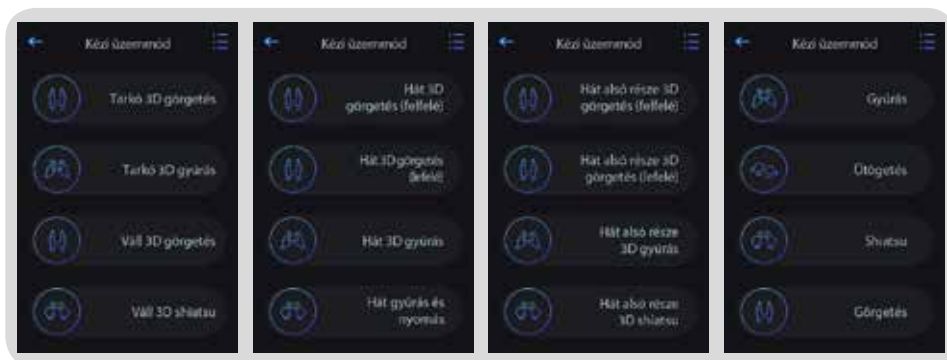 Kézi üzemmód
Tarkó 3D görgetés
Tarkó 3D gyúrás
Váll 3D görgetés
Váll 3D shiatsu
Kézi üzemmód
Hát 3D
görgetés (felfelé)
Hát 3D görgetés
(lefelé)
Hát 3D gyúrás
Hát gyúrás és
nyomás
Kézi üzemmód
Hát alsó része 3D
görgetés (felfelé)
Hát alsó része 3D
görgetés (lefelé)
Hát alsó része
3D gyúrás
Hát alsó része
3D shiatsu
Kézi üzemmód
Gyúrás
Ütögetés
Shiatsu
Görgetés